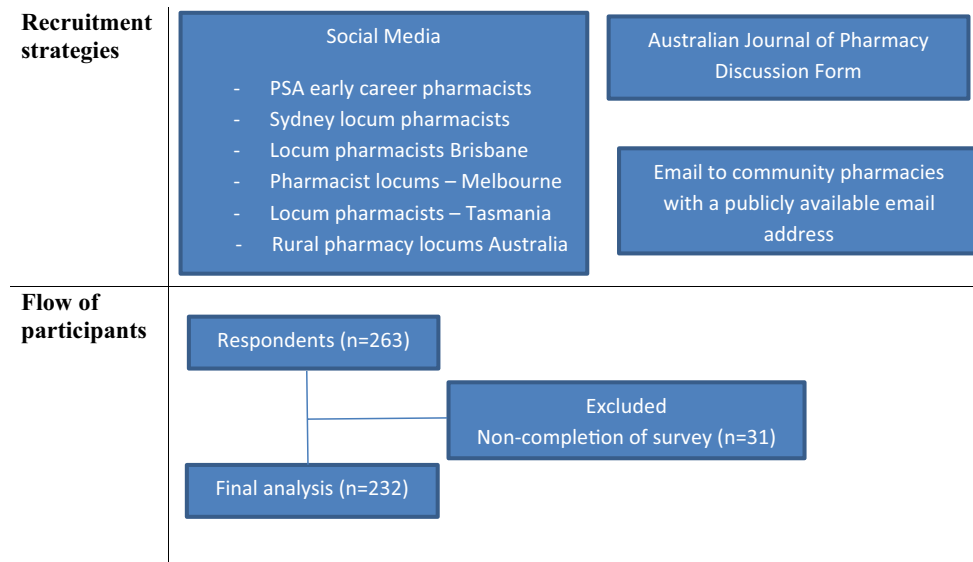 Recruitment
strategies
Social Media
- PSA early career pharmacists
- Sydney locum pharmacists
- Locum pharmacists Brisbane
- Pharmacist locums – Melbourne
- Locum pharmacists – Tasmania
- Rural pharmacy locums Australia
Australian Journal of Pharmacy
Discussion Form
Email to community pharmacies
with a publicly available email
address
Flow of
participants
Respondents (n=263)
Excluded
Non-completion of survey (n=31)
Final analysis (n=232)